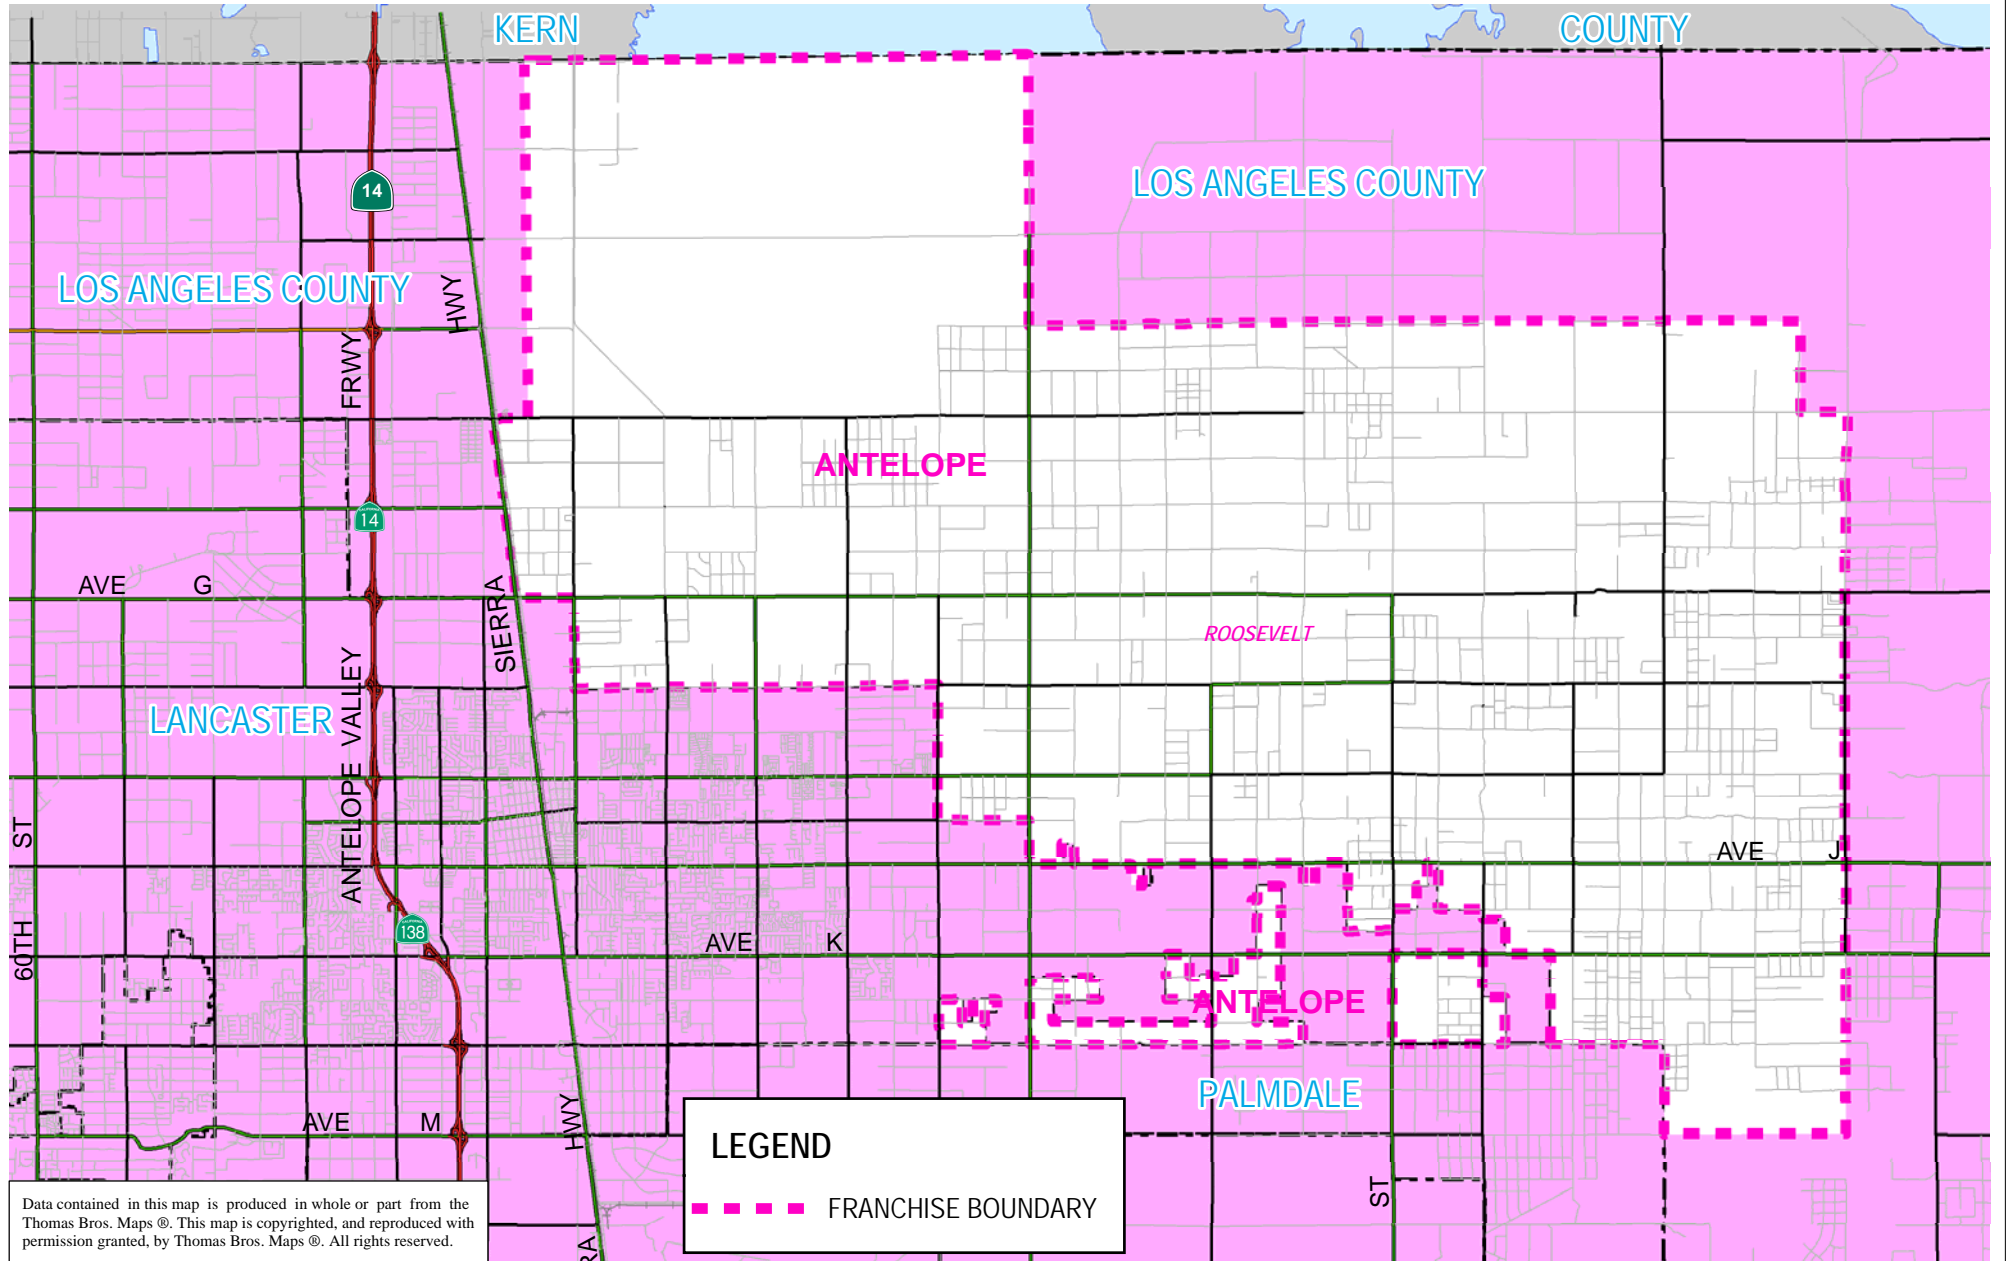 KERN
COUNTY
14
LOS ANGELES COUNTY
LOS ANGELES COUNTY
HWY
FRWY
ANTELOPE
CALIFORNIA
14
AVE G
SIERRA
ROOSEVELT
LANCASTER
ANTELOPE VALLEY
60TH ST
AVE J
CALIFORNIA
138
AVE K
ANTELOPE
PALMDALE
HWY
AVE M
ST
RA
LEGEND
FRANCHISE BOUNDARY
Data contained in this map is produced in whole or part from the
Thomas Bros. Maps ®. This map is copyrighted, and reproduced with
permission granted, by Thomas Bros. Maps ®. All rights reserved.